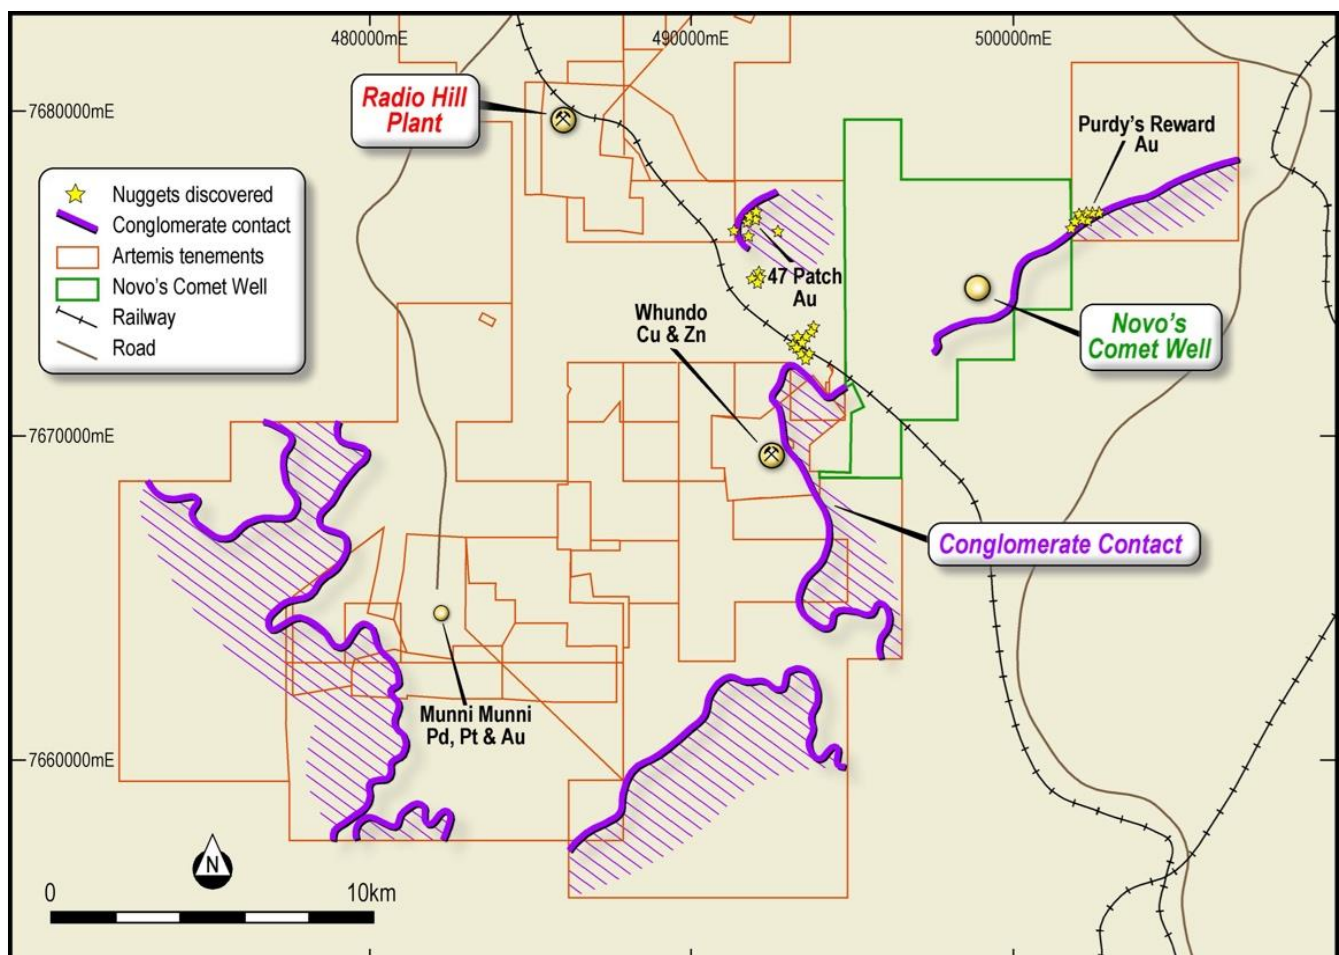 480000mE
490000mE
500000mE
7680000mE
Radio Hill
Plant
Purdy's Reward
Au
Nuggets discovered
Conglomerate contact
Artemis tenements
Novo's Comet Well
Railway
Road
47 Patch
Au
Whundo
Cu & Zn
Novo's
Comet Well
7670000mE
Conglomerate Contact
Munni Munni
Pd, Pt & Au
7660000mE
N
0
10km